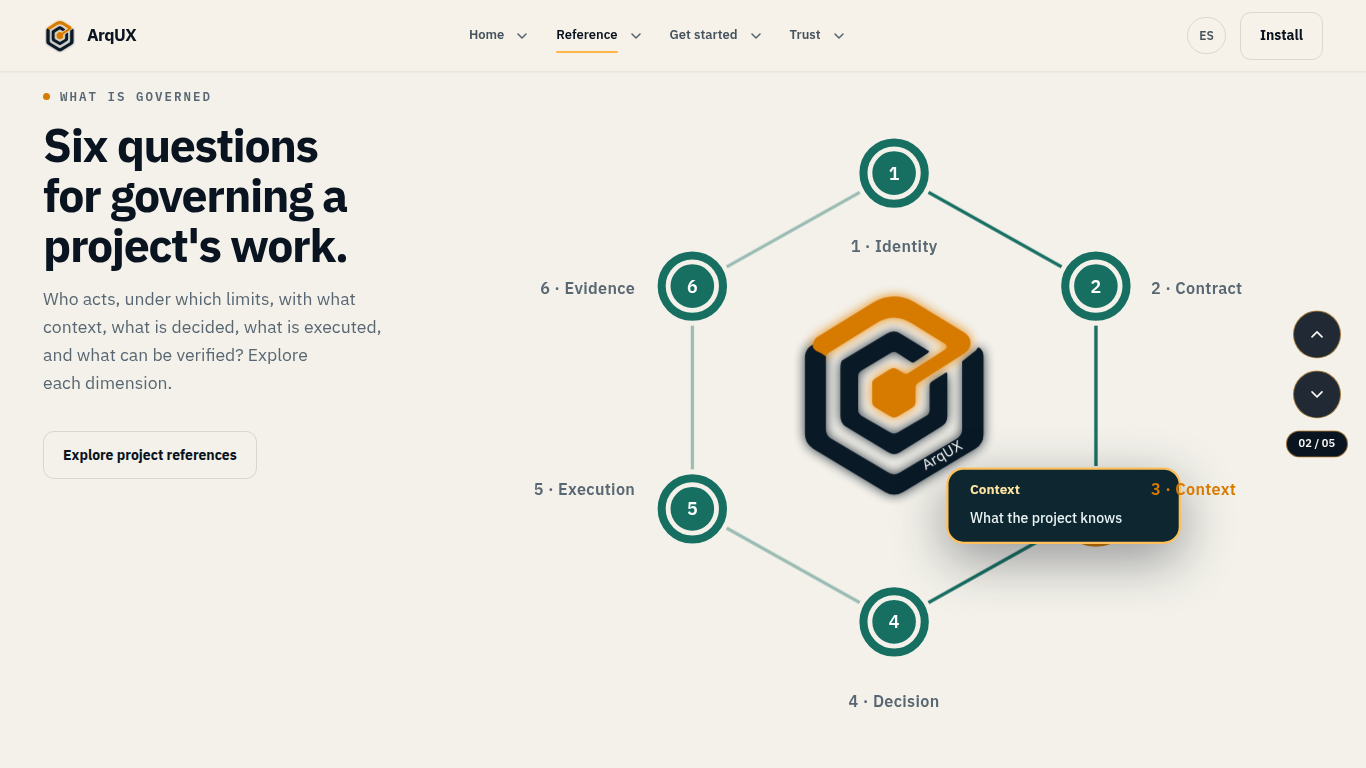 ArqUX
Home
Reference
Get started
Trust
ES
Install
WHAT IS GOVERNED
Six questions
for governing a
project's work.
Who acts, under which limits, with what
context, what is decided, what is executed,
and what can be verified? Explore
each dimension.
Explore project references
1
1 · Identity
6
6 · Evidence
2
2 · Contract
ArqUX
02 / 05
5
5 · Execution
Context
What the project knows
3 · Context
4
4 · Decision